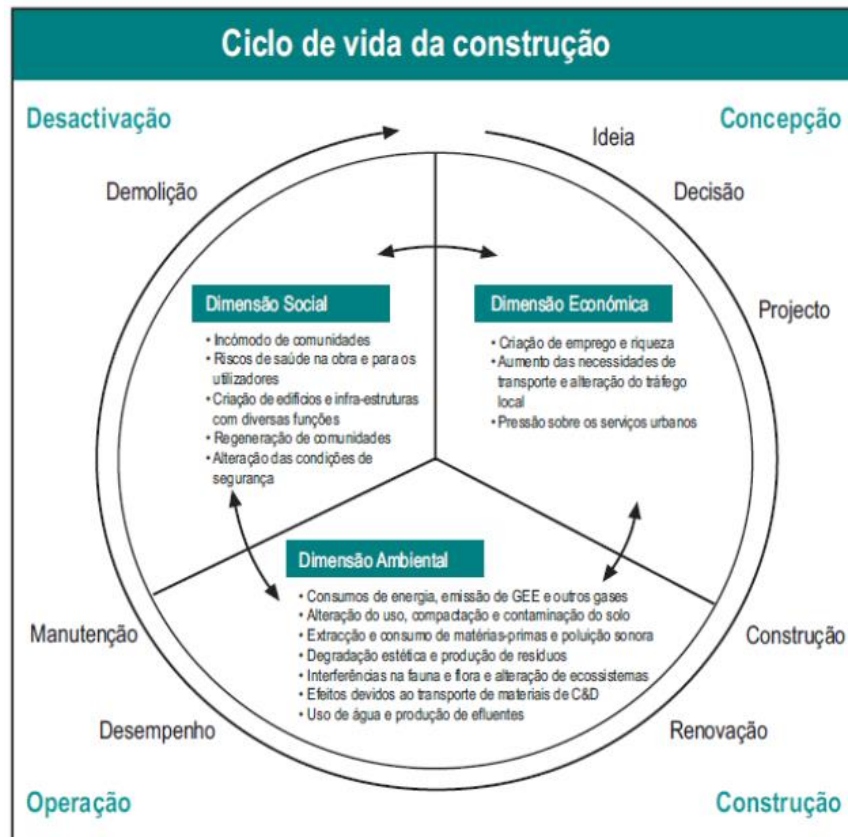 Ciclo de vida da construção
Desactivação
Concepção
Ideia
Demolição
Decisão
Projecto
Dimensão Social
• Incómodo de comunidades
• Riscos de saúde na obra e para os
utilizadores
• Criação de edifícios e infra-estruturas
com diversas funções
• Regeneração de comunidades
• Alteração das condições de
segurança
Dimensão Económica
• Criação de emprego e riqueza
• Aumento das necessidades de
transporte e alteração do tráfego
local
• Pressão sobre os serviços urbanos
Dimensão Ambiental
• Consumos de energia, emissão de GEE e outros gases
• Alteração do uso, compactação e contaminação do solo
• Extracção e consumo de matérias-primas e poluição sonora
• Degradação estética e produção de resíduos
• Interferências na fauna e flora e alteração de ecossistemas
• Efeitos devidos ao transporte de materiais de C&D
• Uso de água e produção de efluentes
Manutenção
Construção
Desempenho
Renovação
Operação
Construção